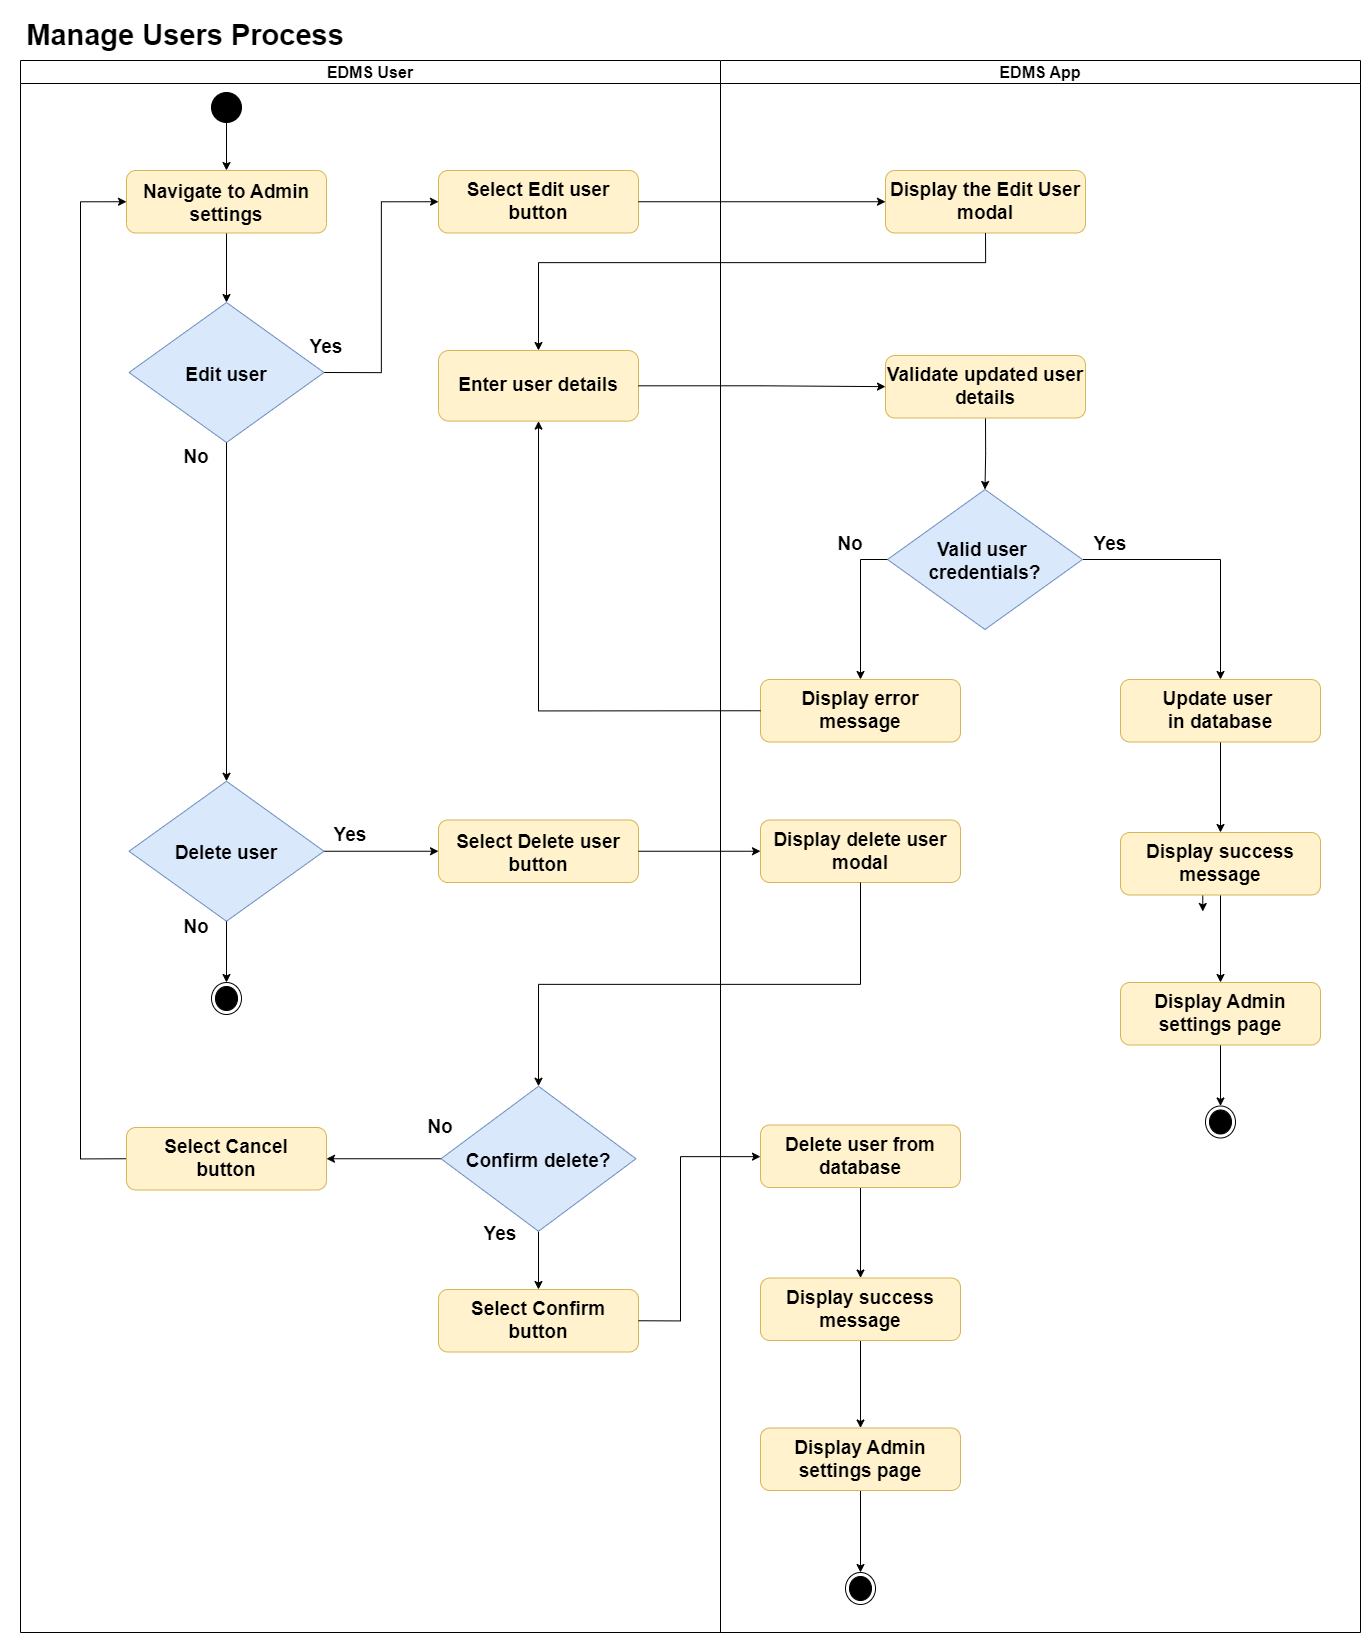 Manage Users Process
EDMS User
EDMS App
Navigate to Admin
settings
Select Edit user
button
Display the Edit User
modal
Edit user
Yes
No
Enter user details
Validate updated user
details
Valid user
credentials?
No
Yes
Display error
message
Update user
in database
Delete user
Yes
No
Select Delete user
button
Display delete user
modal
Display success
message
Display Admin
settings page
Confirm delete?
No
Yes
Select Cancel
button
Delete user from
database
Select Confirm
button
Display success
message
Display Admin
settings page